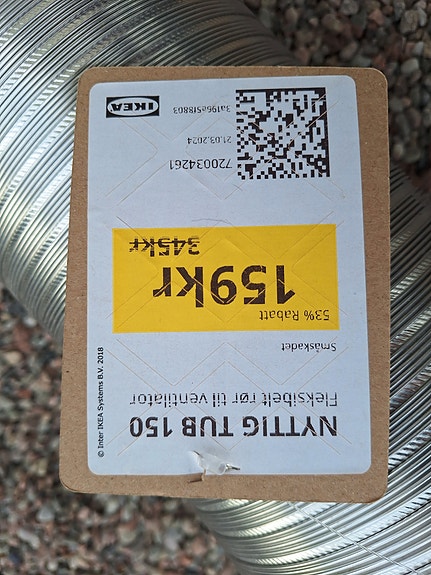 NYTTIG TUB 150
Fleksibelt rør til ventilator
Småskadet
53% Rabatt
159kr
345kr
720034261
21.03.2024
3a196a5f8803
IKEA
© Inter IKEA Systems B.V. 2018